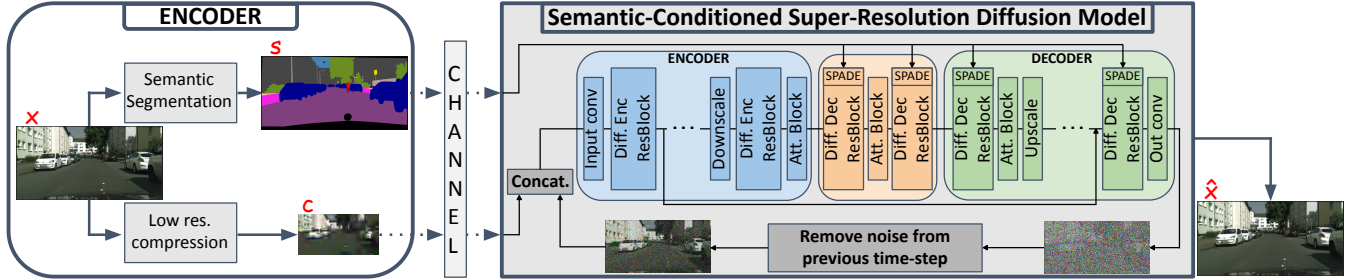 ENCODER
x
Semantic
Segmentation
s
Low res.
compression
c
CHANNEL
Semantic-Conditioned Super-Resolution Diffusion Model
ENCODER
Input conv
Diff. Enc
ResBlock
...
Downscale
Diff. Enc
ResBlock
Att. Block
SPADE
Diff. Dec
ResBlock
Att. Block
SPADE
Diff. Dec
ResBlock
DECODER
SPADE
Diff. Dec
ResBlock
Att. Block
Upscale
...
SPADE
Diff. Dec
ResBlock
Out conv
Concat.
Remove noise from
previous time-step
x̂